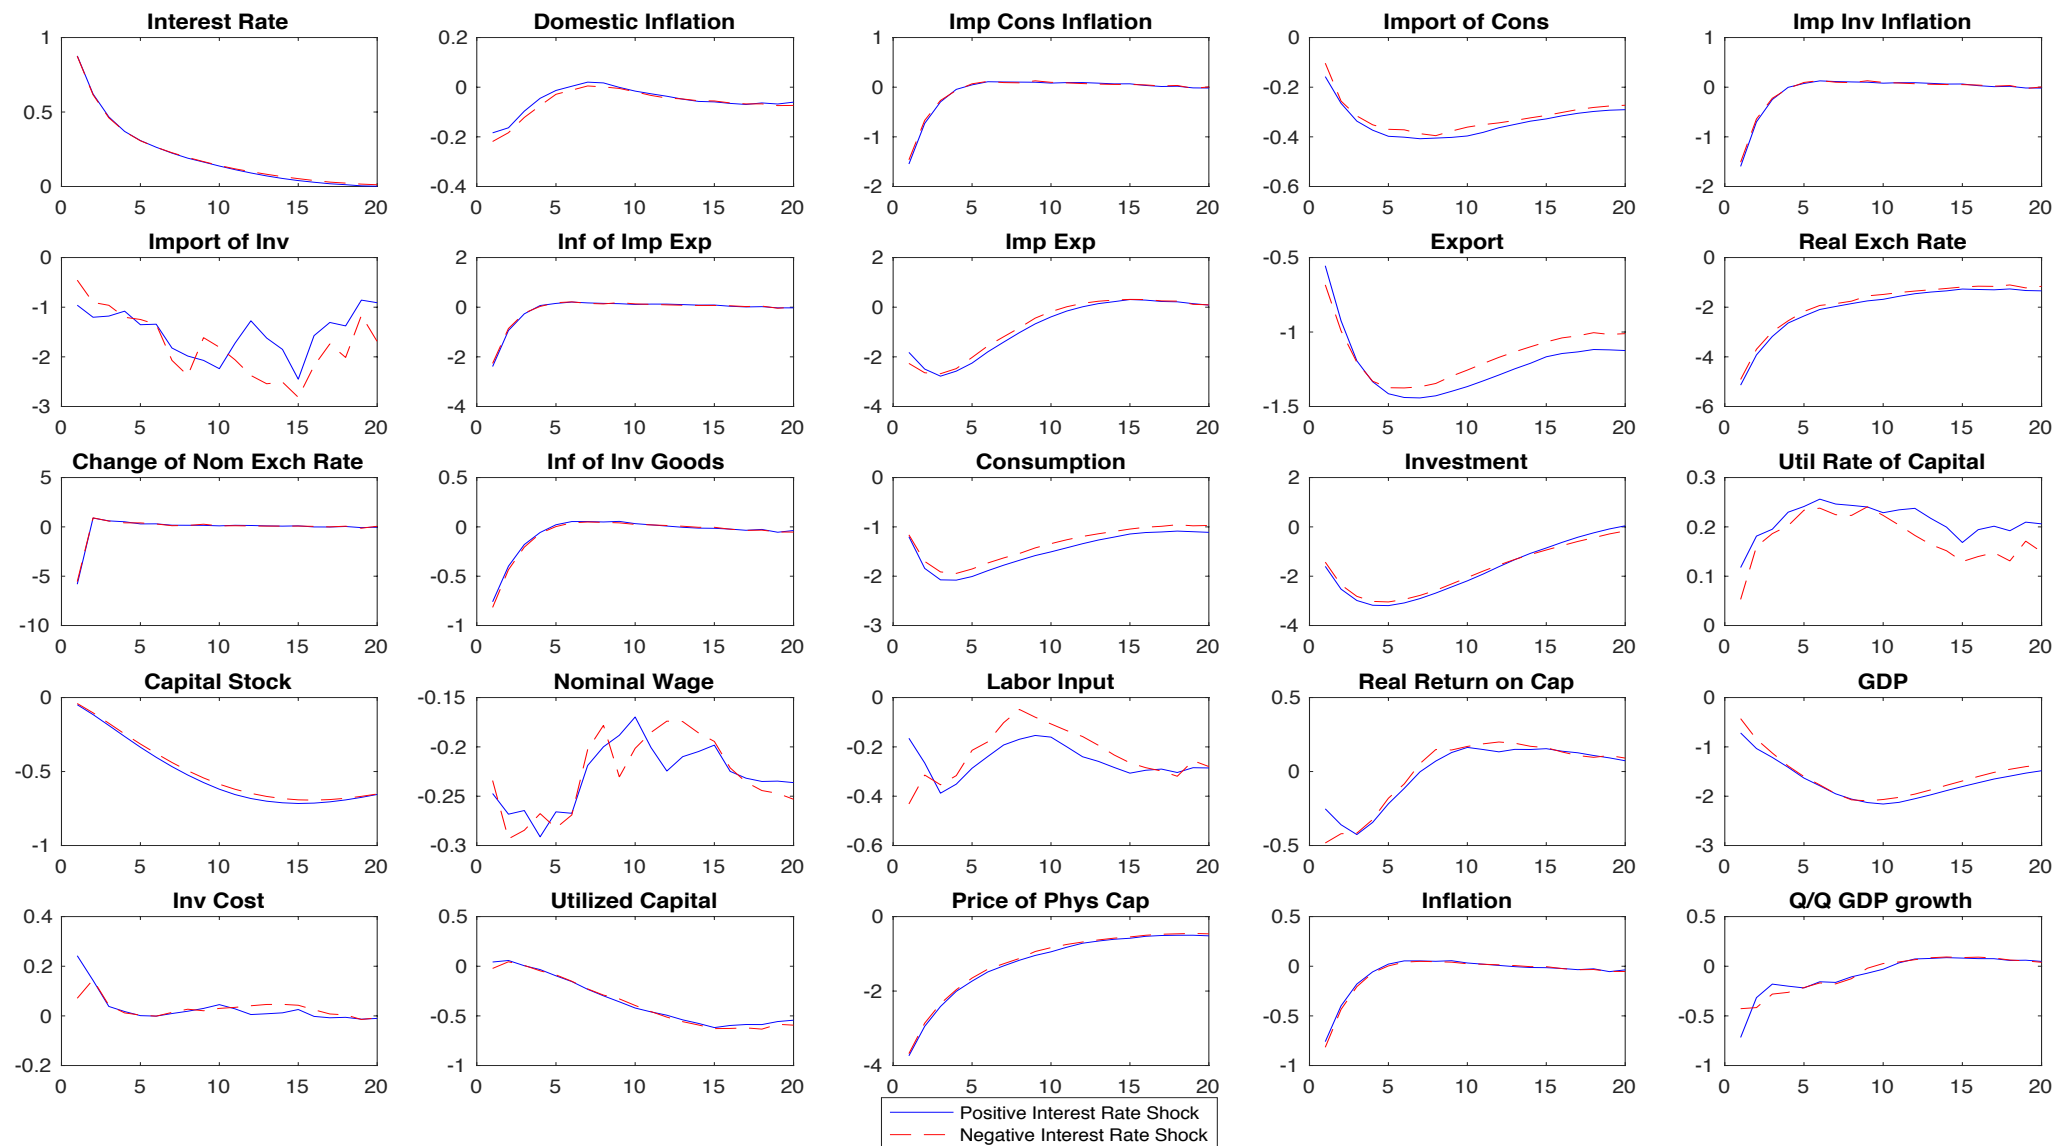 Interest Rate
1
0.5
0
0 5 10 15 20
Domestic Inflation
0.2
0
-0.2
-0.4
0 5 10 15 20
Imp Cons Inflation
1
0
-1
-2
0 5 10 15 20
Import of Cons
0
-0.2
-0.4
-0.6
0 5 10 15 20
Imp Inv Inflation
1
0
-1
-2
0 5 10 15 20
Import of Inv
0
-1
-2
-3
0 5 10 15 20
Inf of Imp Exp
2
0
-2
-4
0 5 10 15 20
Imp Exp
2
0
-2
-4
0 5 10 15 20
Export
-0.5
-1
-1.5
0 5 10 15 20
Real Exch Rate
0
-2
-4
-6
0 5 10 15 20
Change of Nom Exch Rate
5
0
-5
-10
0 5 10 15 20
Inf of Inv Goods
0.5
0
-0.5
-1
0 5 10 15 20
Consumption
0
-1
-2
-3
0 5 10 15 20
Investment
2
0
-2
-4
0 5 10 15 20
Util Rate of Capital
0.3
0.2
0.1
0
0 5 10 15 20
Capital Stock
0
-0.5
-1
0 5 10 15 20
Nominal Wage
-0.15
-0.2
-0.25
-0.3
0 5 10 15 20
Labor Input
0
-0.2
-0.4
-0.6
0 5 10 15 20
Real Return on Cap
0.5
0
-0.5
0 5 10 15 20
GDP
0
-1
-2
-3
0 5 10 15 20
Inv Cost
0.4
0.2
0
-0.2
0 5 10 15 20
Utilized Capital
0.5
0
-0.5
-1
0 5 10 15 20
Price of Phys Cap
0
-2
-4
0 5 10 15 20
Inflation
0.5
0
-0.5
-1
0 5 10 15 20
Q/Q GDP growth
0.5
0
-0.5
-1
0 5 10 15 20
Positive Interest Rate Shock
Negative Interest Rate Shock